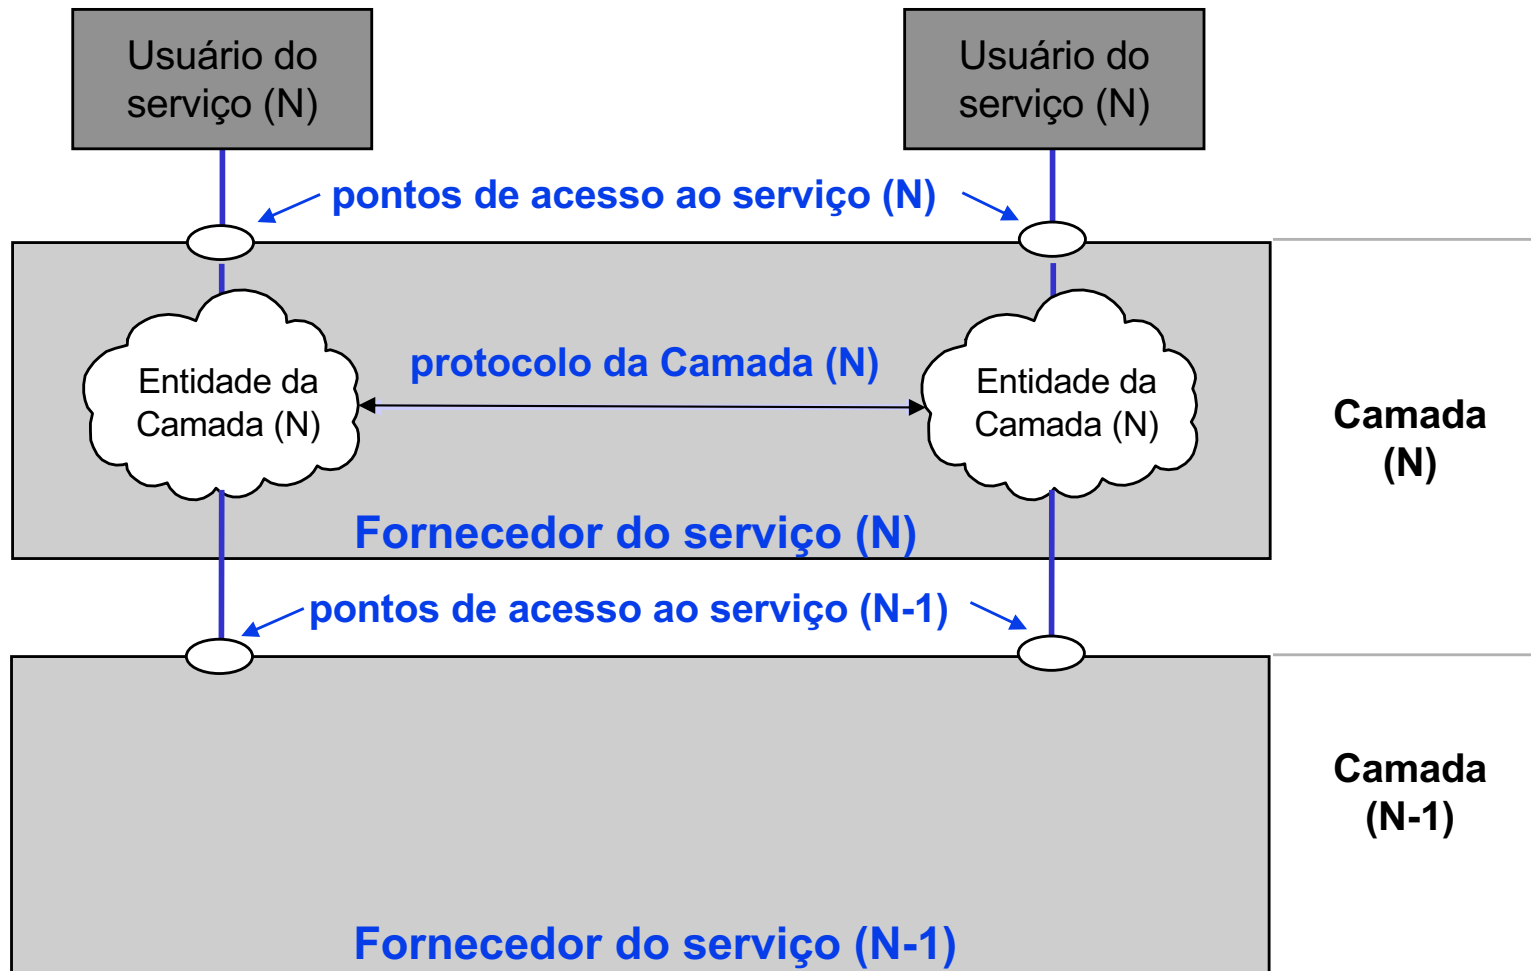 Usuário do
serviço (N)
Usuário do
serviço (N)
pontos de acesso ao serviço (N)
Entidade da
Camada (N)
protocolo da Camada (N)
Entidade da
Camada (N)
Camada
(N)
Fornecedor do serviço (N)
pontos de acesso ao serviço (N-1)
Camada
(N-1)
Fornecedor do serviço (N-1)